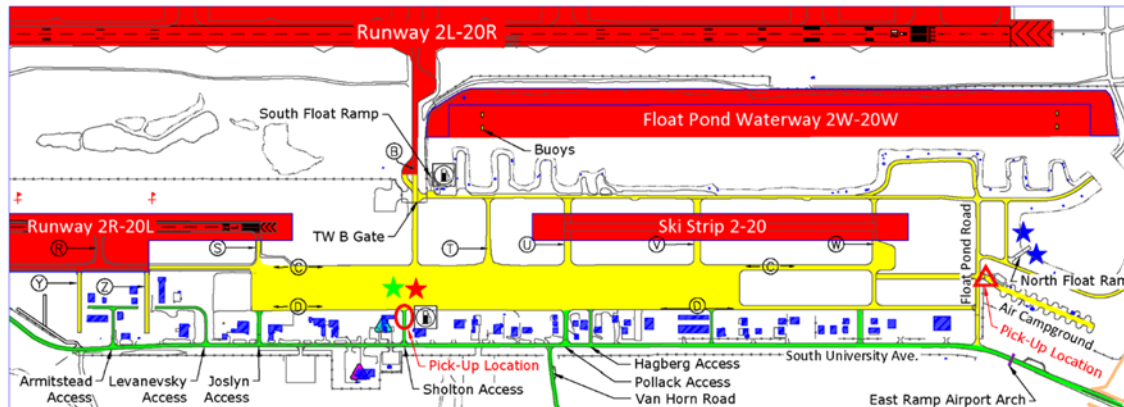 Runway 2L-20R
South Float Ramp
Float Pond Waterway 2W-20W
Buoys
B
Runway 2R-20L
Ski Strip 2-20
TW B Gate
R
S
T
U
V
W
C
C
Y
Z
D
D
Float Pond Road
North Float Ram
Air Campground
Pick-Up Location
South University Ave.
Hagberg Access
Pollack Access
Van Horn Road
Pick-Up Location
Sholton Access
Armitstead
Access
Levanevsky
Access
Joslyn
Access
East Ramp Airport Arch